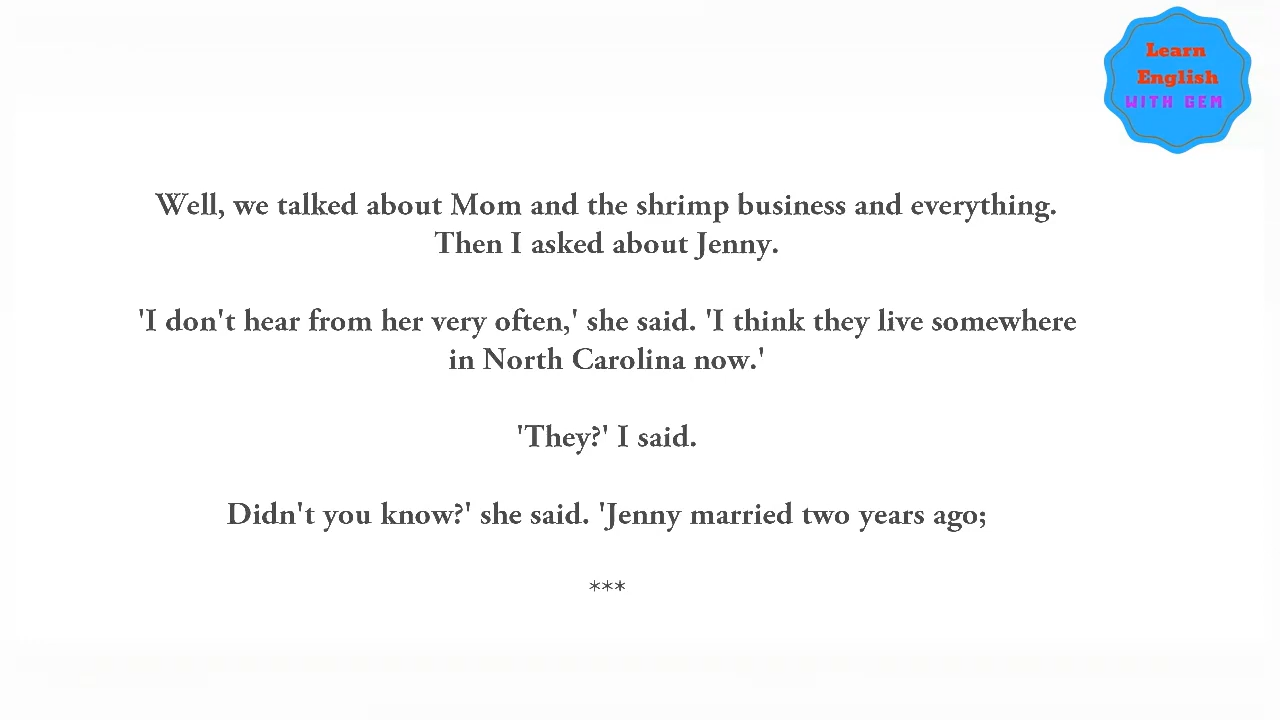 Learn
English
WITH GEM
Well, we talked about Mom and the shrimp business and everything.
Then I asked about Jenny.
'I don't hear from her very often,' she said. 'I think they live somewhere
in North Carolina now.'
'They?' I said.
Didn't you know?' she said. 'Jenny married two years ago;
***